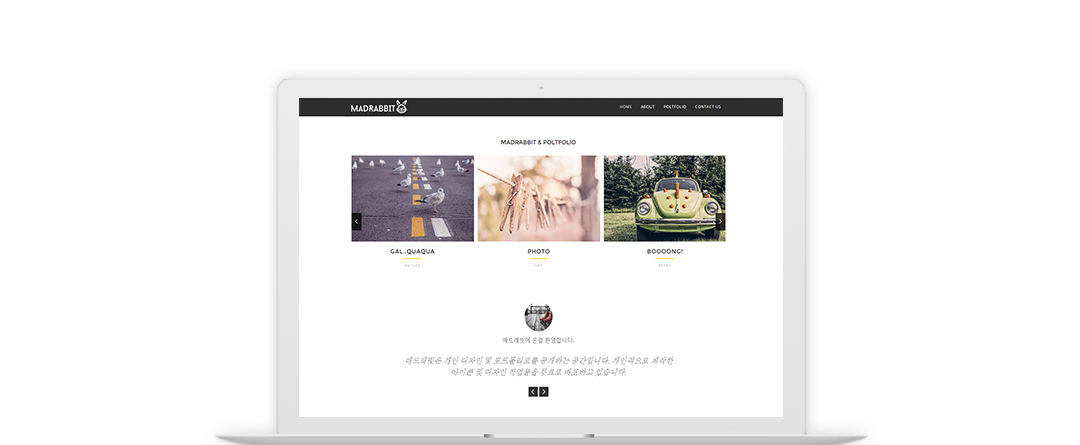 MADRABBIT
HOME ABOUT POLTFOLIO CONTACT US
MADRABBIT & POLTFOLIO
GAL..QUAQUA PHOTO BOOOONG!
NATURE ART RETRO
매드래빗에 온걸 환영합니다.
매드래빗은 개인 디자인 및 포트폴리오를 공개하는 공간입니다. 개인적으로 제작한
아이콘 및 디자인 작업물을 무료로 배포하고 있습니다.